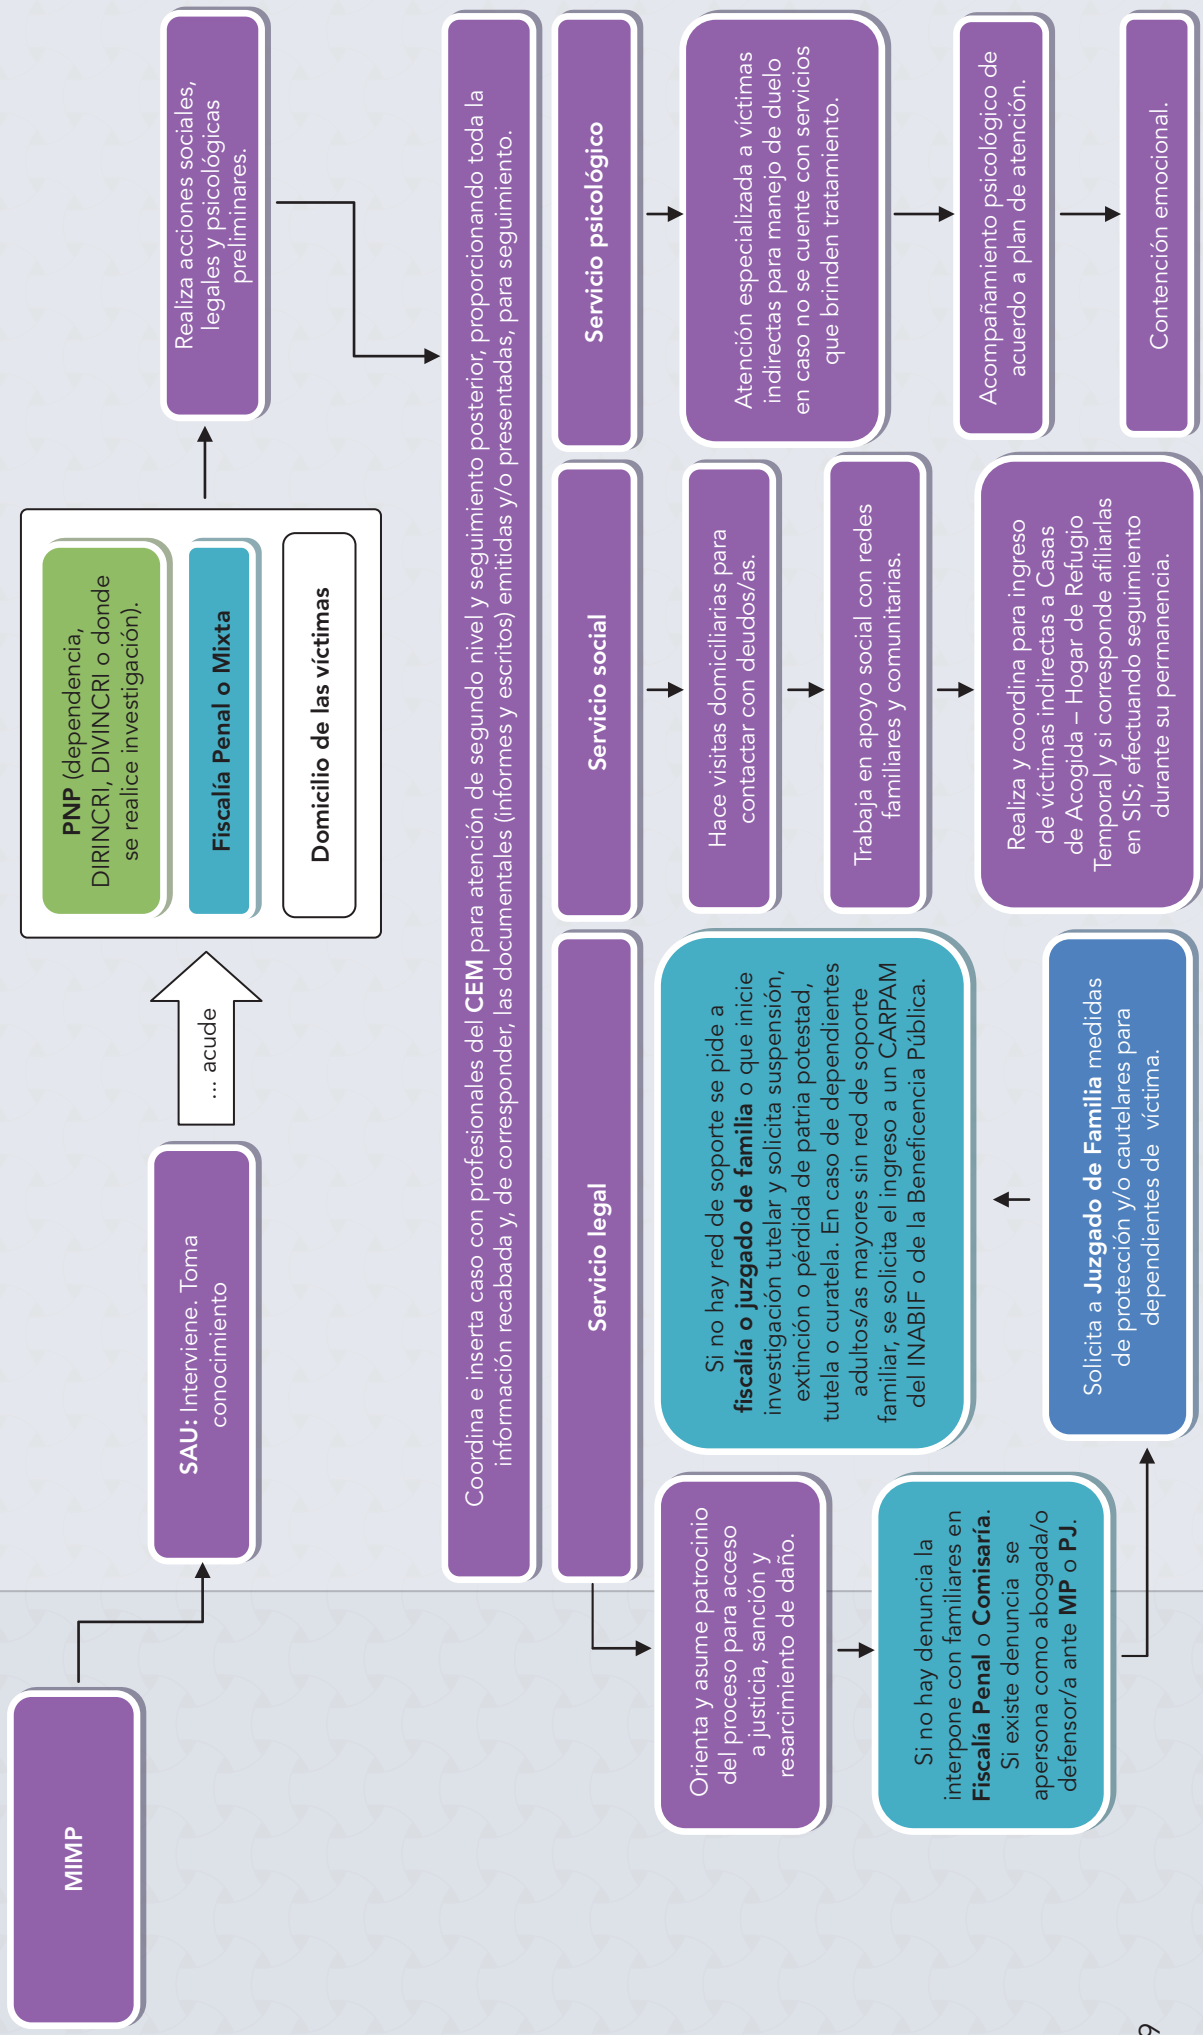 MIMP
SAU: Interviene. Toma
conocimiento
... acude
PNP (dependencia,
DIRINCRI, DIVINCRI o donde
se realice investigación).
Fiscalía Penal o Mixta
Domicilio de las víctimas
Realiza acciones sociales,
legales y psicológicas
preliminares.
Coordina e inserta caso con profesionales del CEM para atención de segundo nivel y seguimiento posterior, proporcionando toda la
información recabada y, de corresponder, las documentales (informes y escritos) emitidas y/o presentadas, para seguimiento.
Servicio legal
Orienta y asume patrocinio
del proceso para acceso
a justicia, sanción y
resarcimiento de daño.
Si no hay denuncia la
interpone con familiares en
Fiscalía Penal o Comisaría.
Si existe denuncia se
apersona como abogada/o
defensor/a ante MP o PJ.
Si no hay red de soporte se pide a
fiscalía o juzgado de familia o que inicie
investigación tutelar y solicita suspensión,
extinción o pérdida de patria potestad,
tutela o curatela. En caso de dependientes
adultos/as mayores sin red de soporte
familiar, se solicita el ingreso a un CARPAM
del INABIF o de la Beneficencia Pública.
Solicita a Juzgado de Familia medidas
de protección y/o cautelares para
dependientes de víctima.
Servicio social
Hace visitas domiciliarias para
contactar con deudos/as.
Trabaja en apoyo social con redes
familiares y comunitarias.
Realiza y coordina para ingreso
de víctimas indirectas a Casas
de Acogida – Hogar de Refugio
Temporal y si corresponde afiliarlas
en SIS; efectuando seguimiento
durante su permanencia.
Servicio psicológico
Atención especializada a víctimas
indirectas para manejo de duelo
en caso no se cuente con servicios
que brinden tratamiento.
Acompañamiento psicológico de
acuerdo a plan de atención.
Contención emocional.